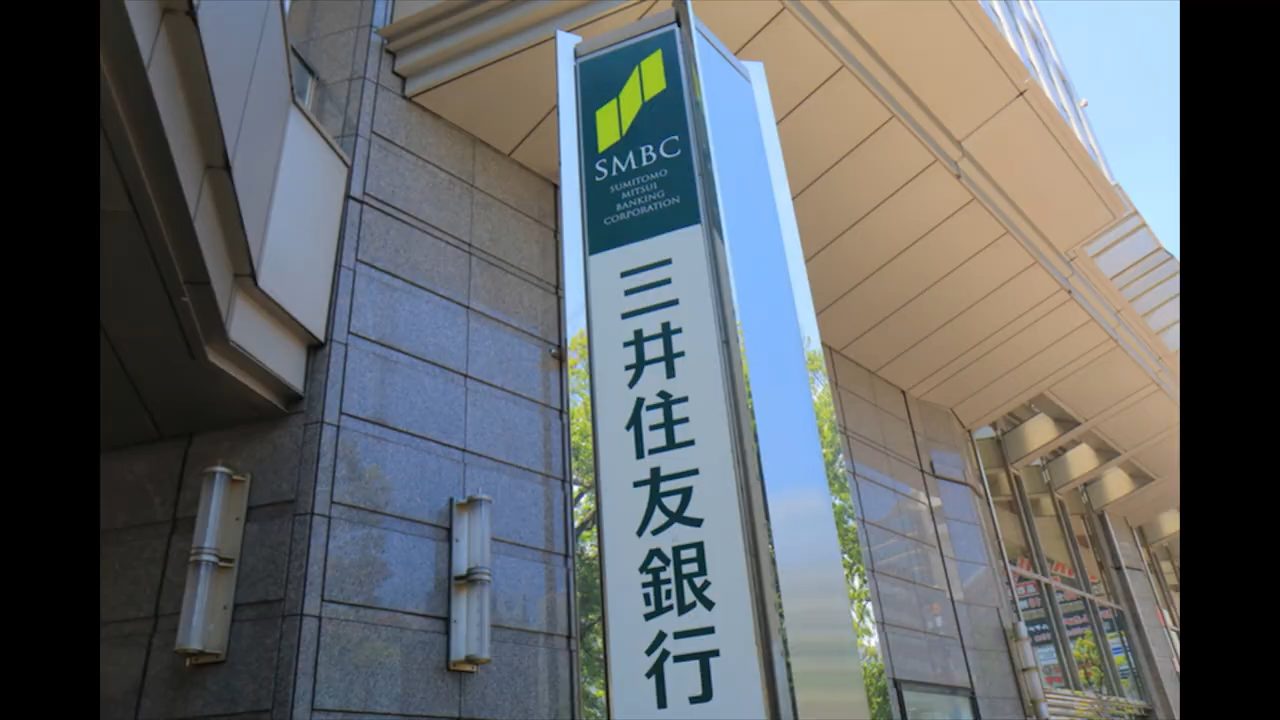 SMBC
SUMITOMO
MITSUI
BANKING
CORPORATION
三井住友銀行